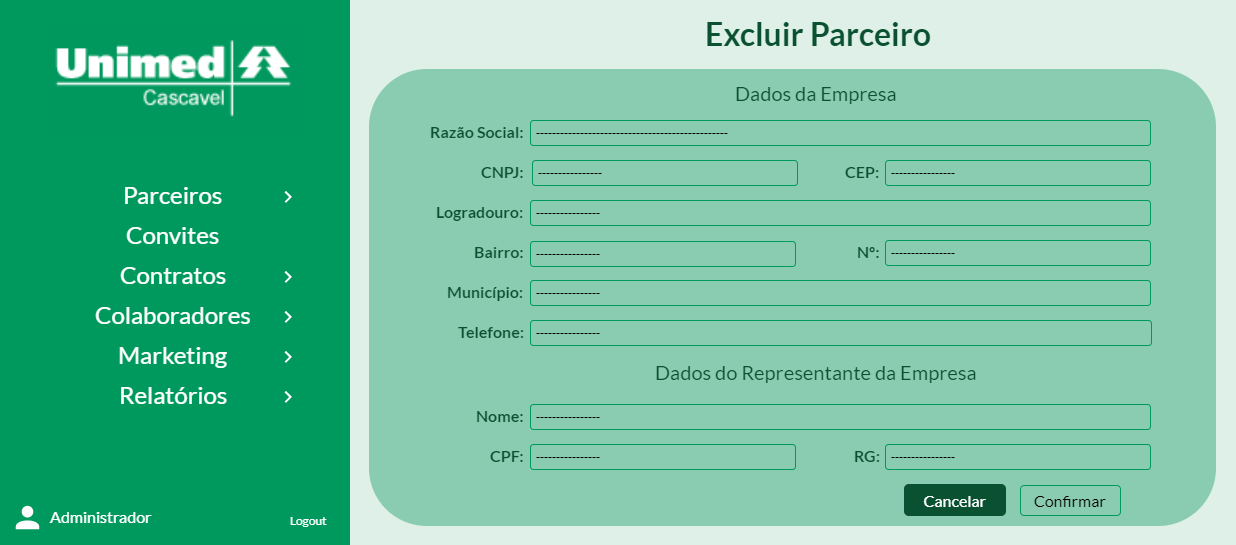 Unimed
Cascavel
Parceiros
Convites
Contratos
Colaboradores
Marketing
Relatórios
Administrador
Logout
Excluir Parceiro
Dados da Empresa
Razão Social: ------------------------------------------------
CNPJ: ---------------- CEP: ----------------
Logradouro: ----------------
Bairro: ---------------- Nº: ----------------
Município: ----------------
Telefone: ----------------
Dados do Representante da Empresa
Nome: ----------------
CPF: ---------------- RG: ----------------
Cancelar Confirmar